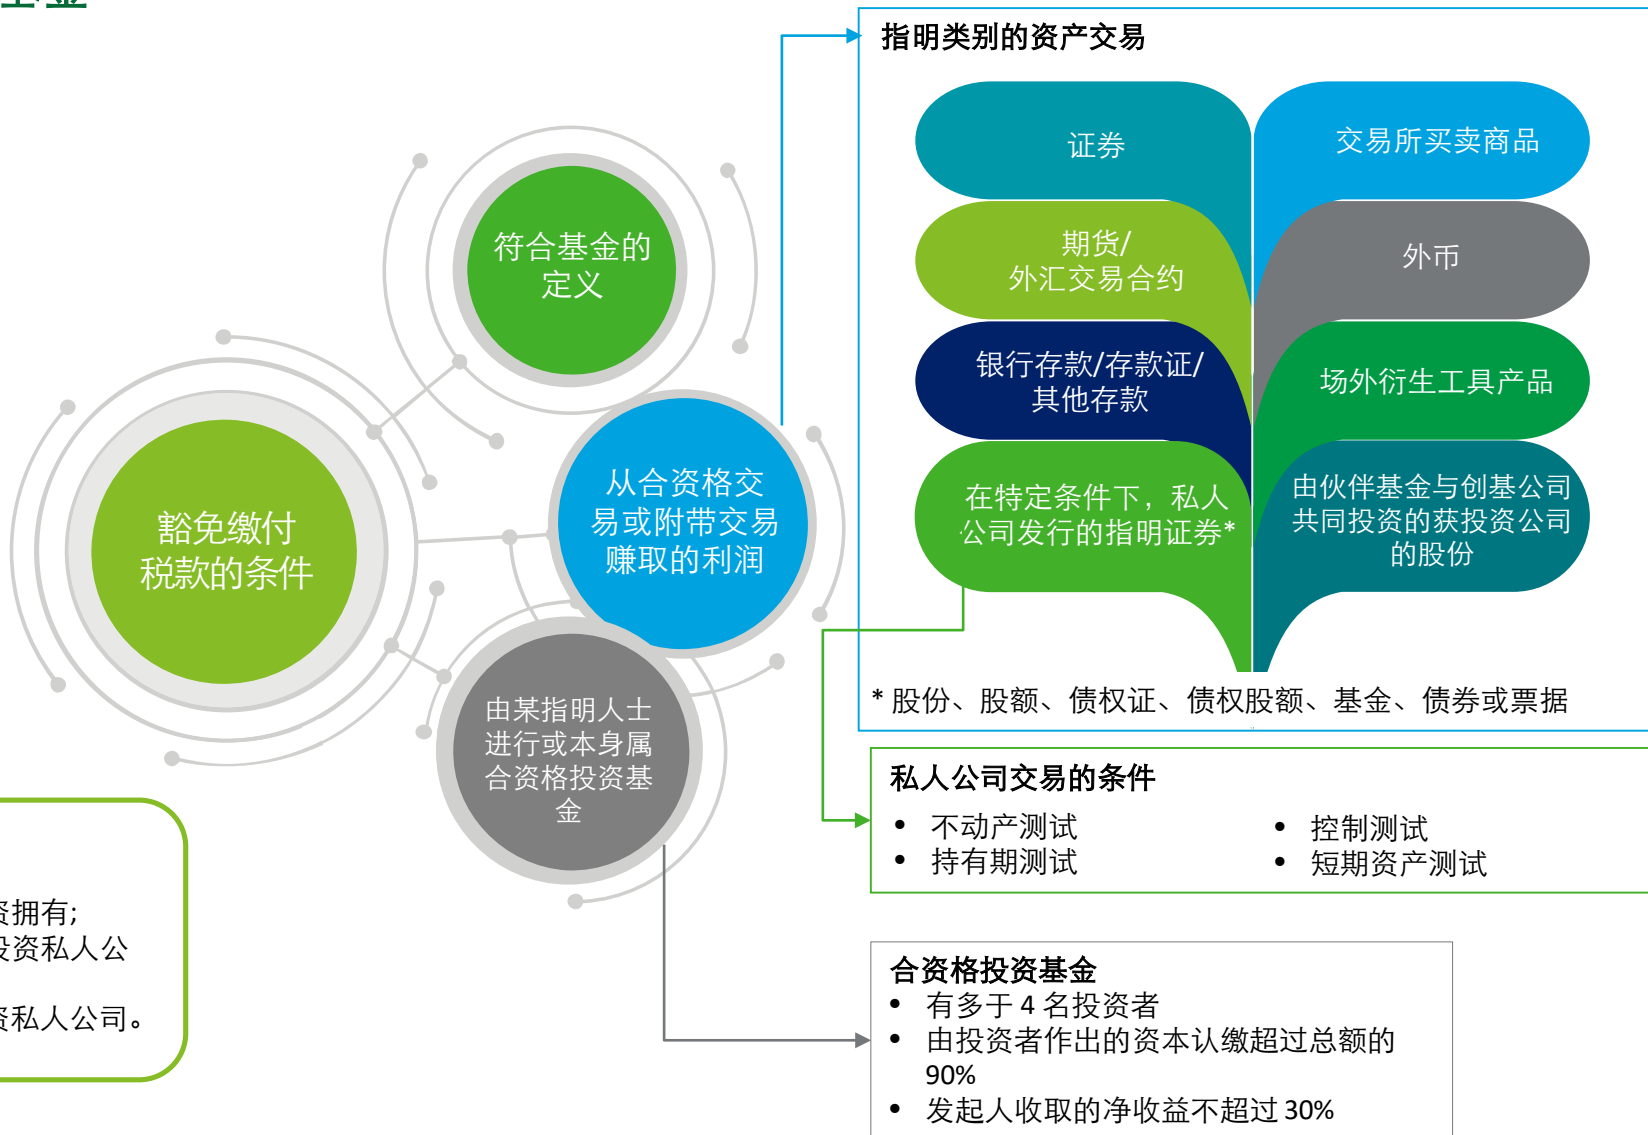 基金
指明类别的资产交易
证券
交易所买卖商品
期货/
外汇交易合约
外币
银行存款/存款证/
其他存款
场外衍生工具产品
在特定条件下，私人
公司发行的指明证券*
由伙伴基金与创基公司
共同投资的获投资公司
的股份
* 股份、股额、债权证、债权股额、基金、债券或票据
符合基金的
定义
从合资格交
易或附带交易
赚取的利润
豁免缴付
税款的条件
由某指明人士
进行或本身属
合资格投资基
金
私人公司交易的条件
• 不动产测试
• 持有期测试
• 控制测试
• 短期资产测试
资拥有;
投资私人公
资私人公司。
合资格投资基金
• 有多于 4 名投资者
• 由投资者作出的资本认缴超过总额的
90%
• 发起人收取的净收益不超过 30%